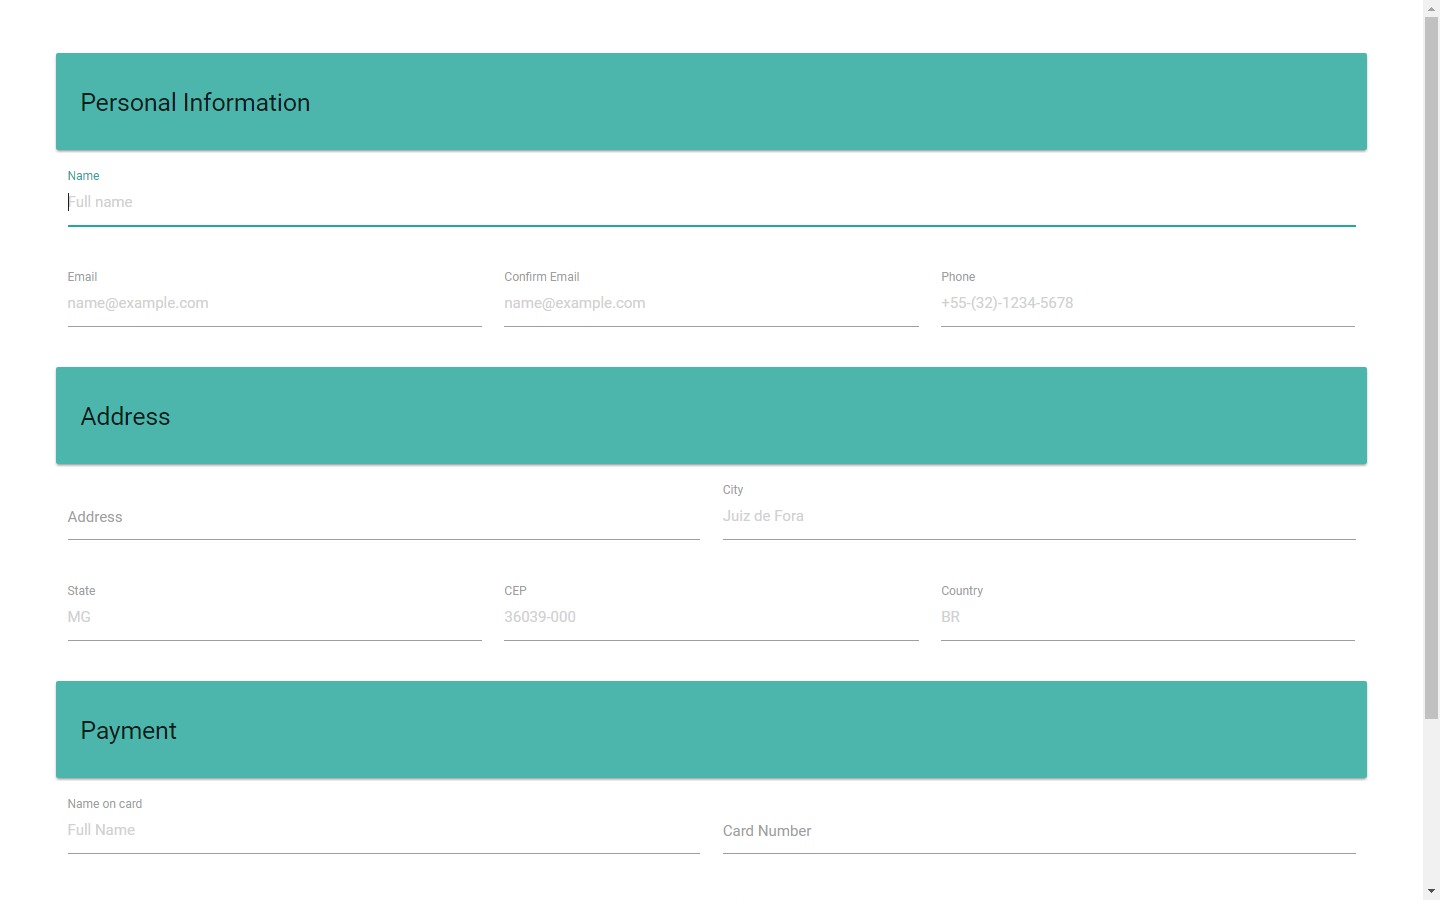 Personal Information
Name
Full name
Email
Confirm Email
Phone
name@example.com
name@example.com
+55-(32)-1234-5678
Address
City
Address
Juiz de Fora
State
CEP
Country
MG
36039-000
BR
Payment
Name on card
Full Name
Card Number